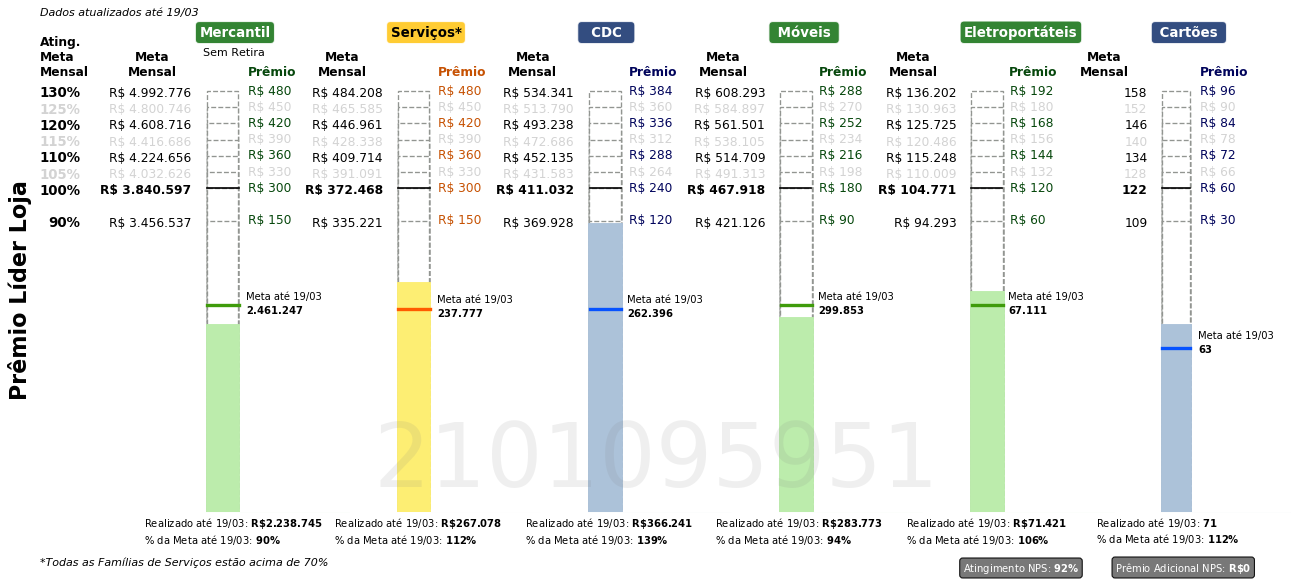 Dados atualizados até 19/03
Mercantil Serviços* CDC Móveis Eletroportáteis Cartões
Sem Retira
Ating. Meta Mensal Meta Mensal Prêmio Meta Mensal Prêmio Meta Mensal Prêmio Meta Mensal Prêmio Meta Mensal Prêmio Meta Mensal Prêmio
130% R$ 4.992.776 R$ 480 R$ 484.208 R$ 480 R$ 534.341 R$ 384 R$ 608.293 R$ 288 R$ 136.202 R$ 192 158 R$ 96
125% R$ 4.800.746 R$ 450 R$ 465.585 R$ 450 R$ 513.790 R$ 360 R$ 584.897 R$ 270 R$ 130.963 R$ 180 152 R$ 90
120% R$ 4.608.716 R$ 420 R$ 446.961 R$ 420 R$ 493.238 R$ 336 R$ 561.501 R$ 252 R$ 125.725 R$ 168 146 R$ 84
115% R$ 4.416.686 R$ 390 R$ 428.338 R$ 390 R$ 472.686 R$ 312 R$ 538.105 R$ 234 R$ 120.486 R$ 156 140 R$ 78
110% R$ 4.224.656 R$ 360 R$ 409.714 R$ 360 R$ 452.135 R$ 288 R$ 514.709 R$ 216 R$ 115.248 R$ 144 134 R$ 72
105% R$ 4.032.626 R$ 330 R$ 391.091 R$ 330 R$ 431.583 R$ 264 R$ 491.313 R$ 198 R$ 110.009 R$ 132 128 R$ 66
100% R$ 3.840.597 R$ 300 R$ 372.468 R$ 300 R$ 411.032 R$ 240 R$ 467.918 R$ 180 R$ 104.771 R$ 120 122 R$ 60
90% R$ 3.456.537 R$ 150 R$ 335.221 R$ 150 R$ 369.928 R$ 120 R$ 421.126 R$ 90 R$ 94.293 R$ 60 109 R$ 30
Prêmio Líder Loja
Meta até 19/03 Meta até 19/03 Meta até 19/03 Meta até 19/03 Meta até 19/03 Meta até 19/03
2.461.247 237.777 262.396 299.853 67.111 63
2101095951
Realizado até 19/03: R$2.238.745 Realizado até 19/03: R$267.078 Realizado até 19/03: R$366.241 Realizado até 19/03: R$283.773 Realizado até 19/03: R$71.421 Realizado até 19/03: 71
% da Meta até 19/03: 90% % da Meta até 19/03: 112% % da Meta até 19/03: 139% % da Meta até 19/03: 94% % da Meta até 19/03: 106% % da Meta até 19/03: 112%
*Todas as Famílias de Serviços estão acima de 70%
Atingimento NPS: 92% Prêmio Adicional NPS: R$0